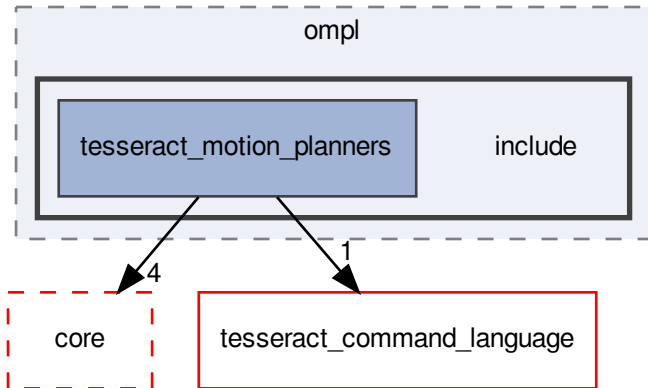 ompl
tesseract_motion_planners
include
4
1
core
tesseract_command_language